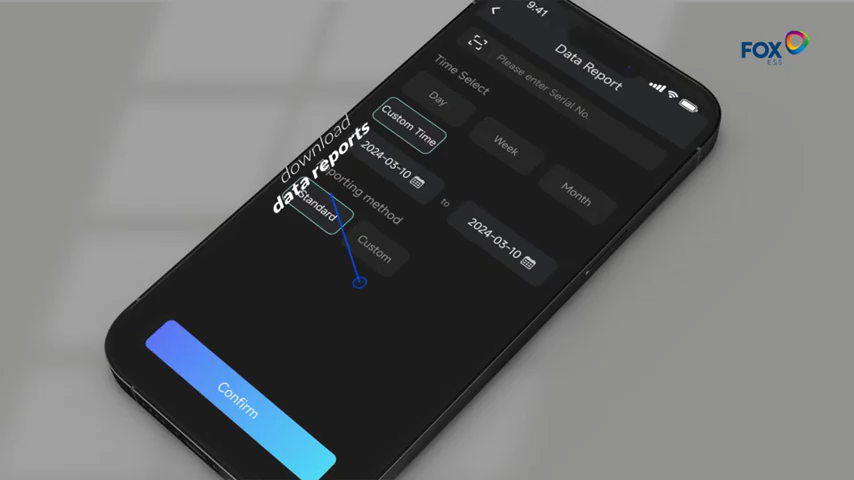 FOX
ESS
9:41
Data Report
Please enter Serial No.
Time Select
Day
Week
Month
Custom Time
2024-03-10
to
2024-03-10
download
data reports
porting method
Standard
Custom
Confirm